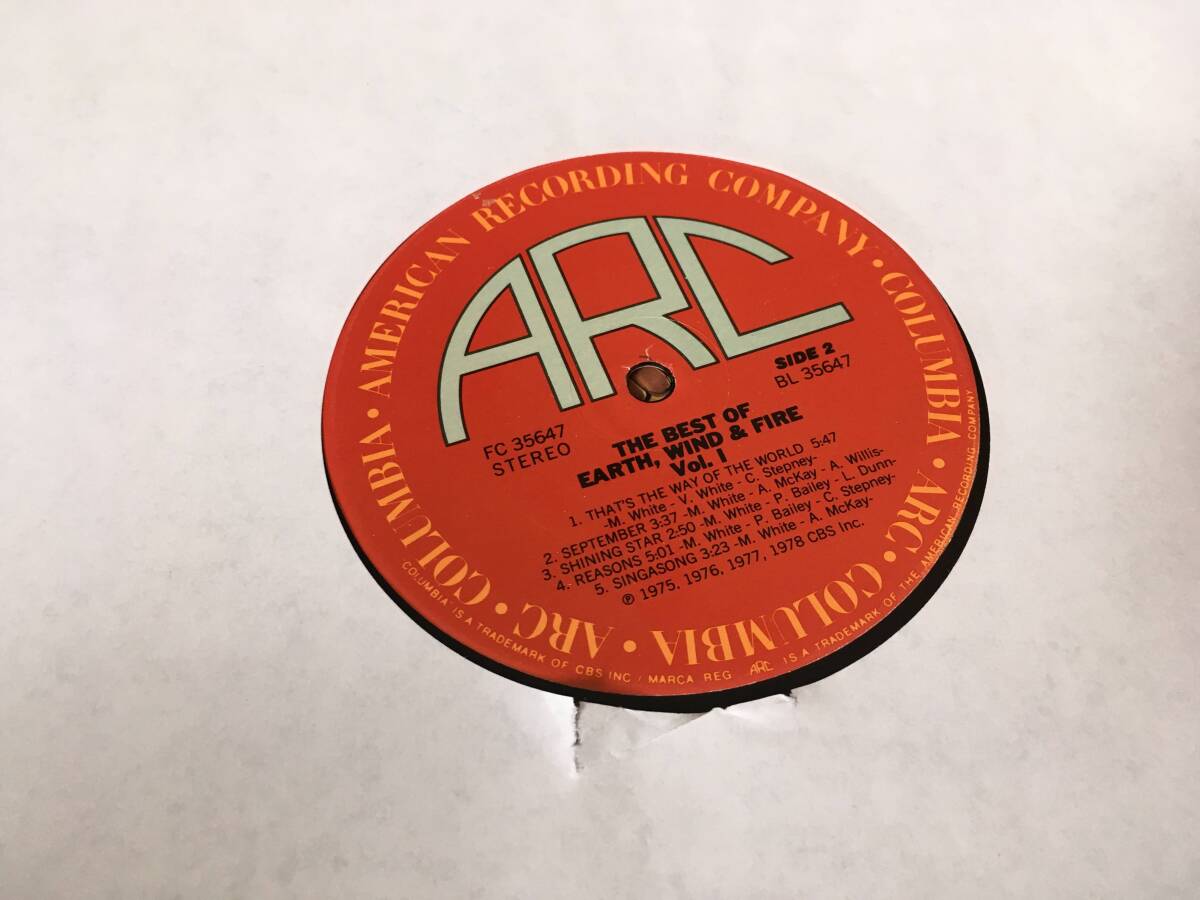 AMERICAN RECORDING COMPANY • COLUMBIA • ARC • COLUMBIA • ARC • COLUMBIA •
ARC
SIDE 2
BL 35647
FC 35647
STEREO
THE BEST OF
EARTH, WIND & FIRE
Vol. I
1. THAT'S THE WAY OF THE WORLD 5:47
-M. White - V. White - C. Stepney-
2. SEPTEMBER 3:37 -M. White - A. McKay - A. Willis-
3. SHINING STAR 2:50 -M. White - P. Bailey - L. Dunn-
4. REASONS 5:01 -M. White - P. Bailey - C. Stepney-
5. SINGASONG 3:23 -M. White - A. McKay-
℗ 1975, 1976, 1977, 1978 CBS Inc.
COLUMBIA IS A TRADEMARK OF CBS INC / MARCA REG ARC IS A TRADEMARK OF THE AMERICAN RECORDING COMPANY